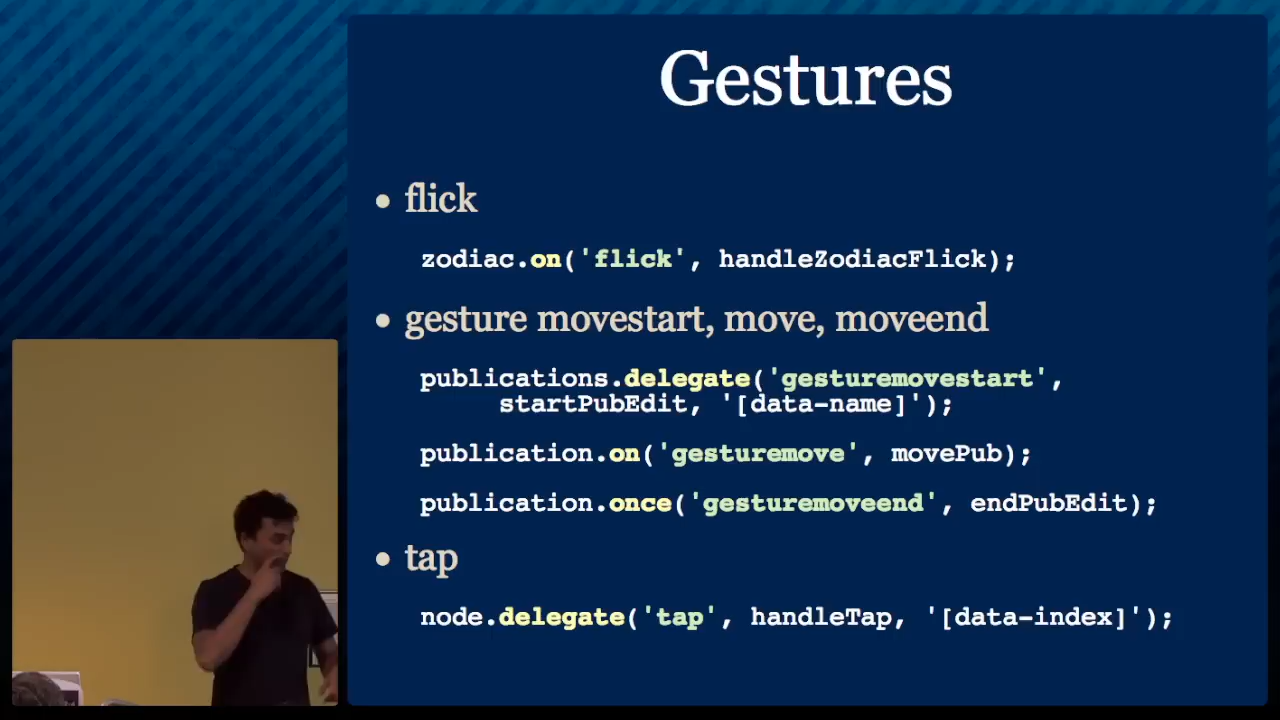 Gestures
• flick
zodiac.on('flick', handleZodiacFlick);
• gesture movestart, move, moveend
publications.delegate('gesturemovestart',
startPubEdit, '[data-name]');
publication.on('gesturemove', movePub);
publication.once('gesturemoveend', endPubEdit);
• tap
node.delegate('tap', handleTap, '[data-index]');